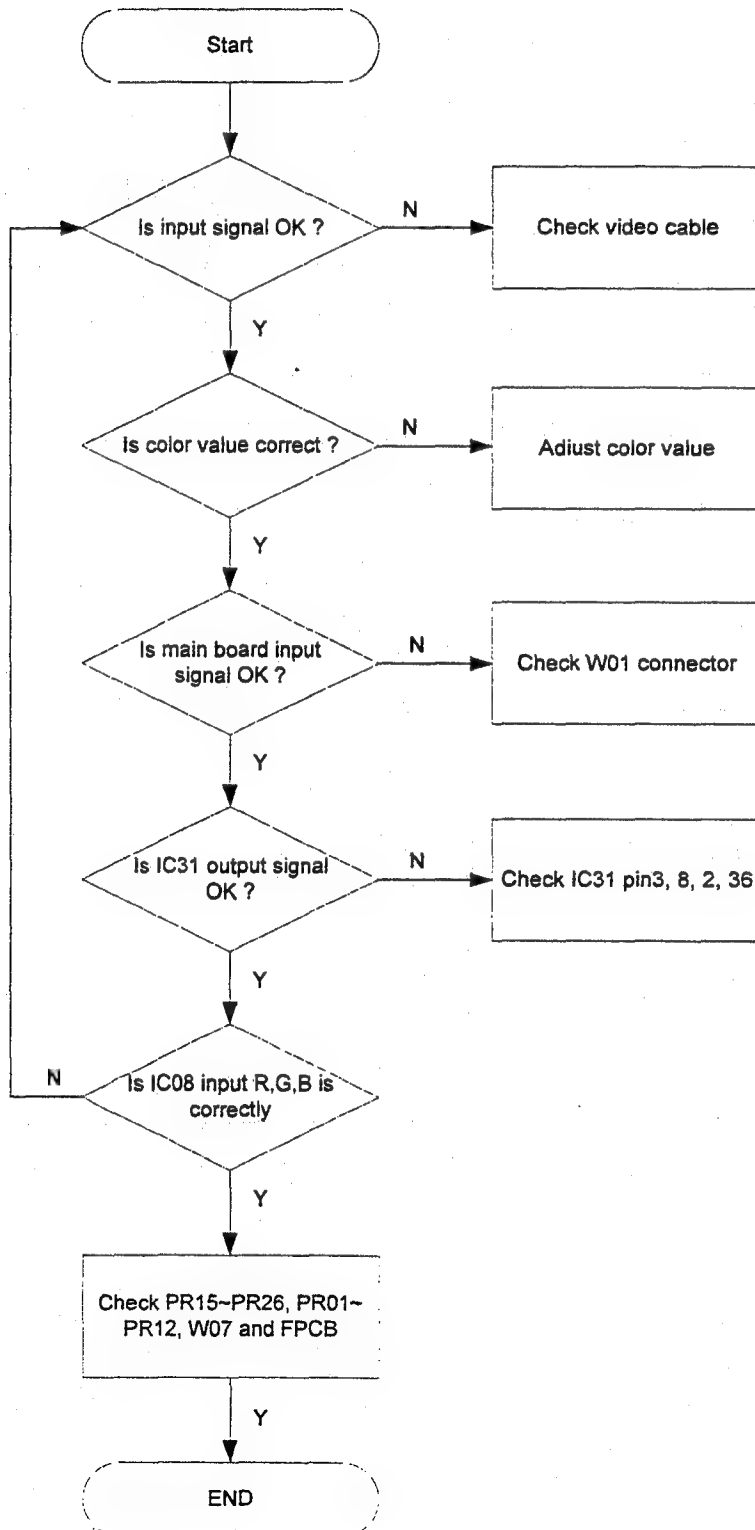 Start
Is input signal OK ?
N
Check video cable
Y
Is color value correct ?
N
Adiust color value
Y
Is main board input
signal OK ?
N
Check W01 connector
Y
Is IC31 output signal
OK ?
N
Check IC31 pin3, 8, 2, 36
Y
N
Is IC08 input R,G,B is
correctly
Y
Check PR15~PR26, PR01~
PR12, W07 and FPCB
Y
END